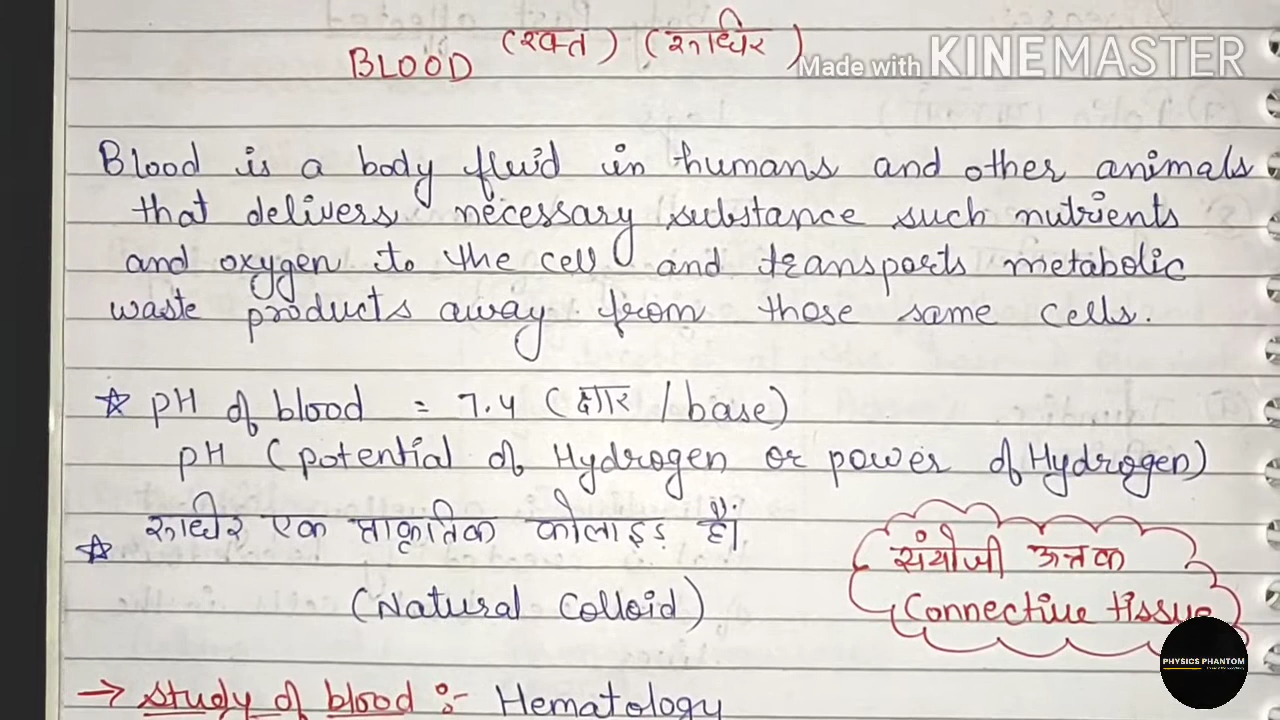 BLOOD (रक्त) (रूधिर)
Made with KINEMASTER
Blood is a body fluid in humans and other animals
that delivers necessary substance such nutrients
and oxygen to the cell and transports metabolic
waste products away from those same cells.
☆ pH of blood = 7.4 (क्षार / base)
pH (potential of Hydrogen or power of Hydrogen)
☆ रूधिर एक प्राकृतिक कोलाइड है।
(Natural Colloid)
संयोजी ऊत्तक
Connective tissue
PHYSICS PHANTOM
→ Study of blood :- Hematology